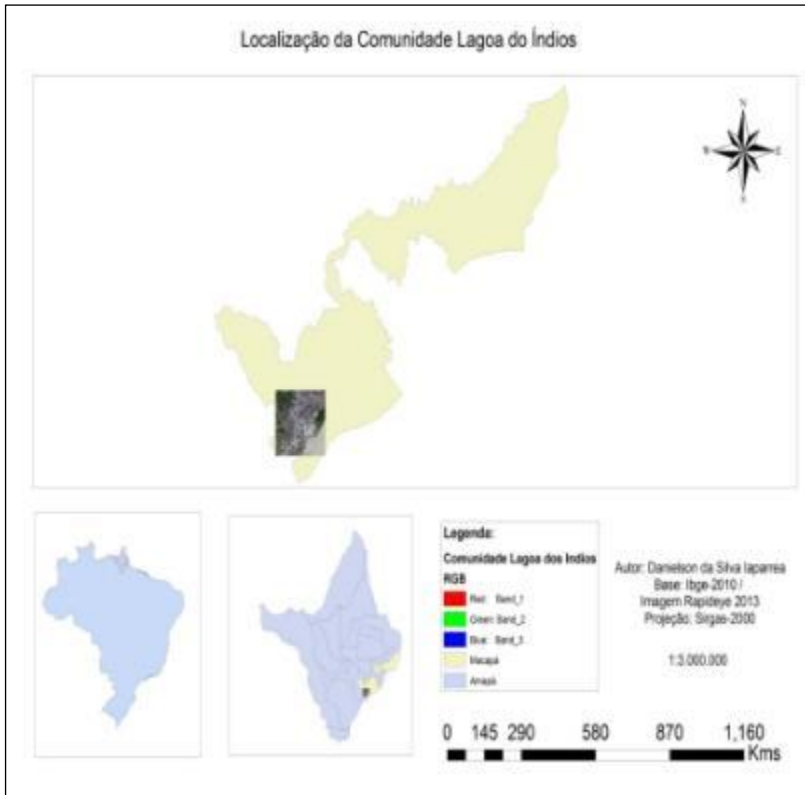 Localização da Comunidade Lagoa do Índios
N
W E
S
Legenda:
Comunidade Lagoa dos Indios
RGB
Red: Band_1
Green: Band_2
Blue: Band_3
Macapá
Amapá
Autor: Danielson da Silva Iaparrea
Base: Ibge-2010 /
Imagem Rapideye 2013
Projeção: Sirgas-2000
1:3.000.000
0 145 290 580 870 1,160
Kms